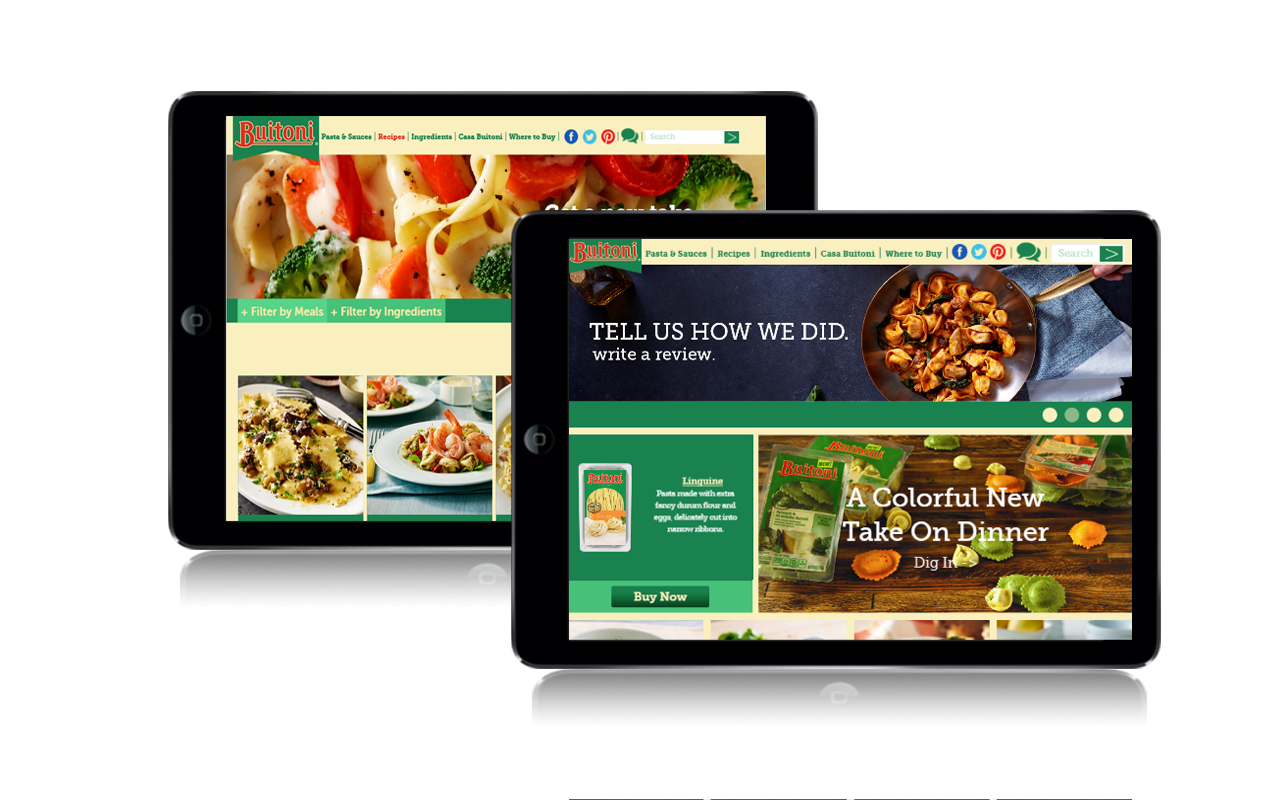 Buitoni
Pasta & Sauces | Recipes | Ingredients | Casa Buitoni | Where to Buy |
Search >
+ Filter by Meals + Filter by Ingredients
Buitoni
Pasta & Sauces | Recipes | Ingredients | Casa Buitoni | Where to Buy |
Search >
TELL US HOW WE DID.
write a review.
Buitoni
Linguine
Pasta made with extra
fancy durum flour and
eggs, delicately cut into
narrow ribbons.
Buy Now
Buitoni
A Colorful New
Take On Dinner
Dig In